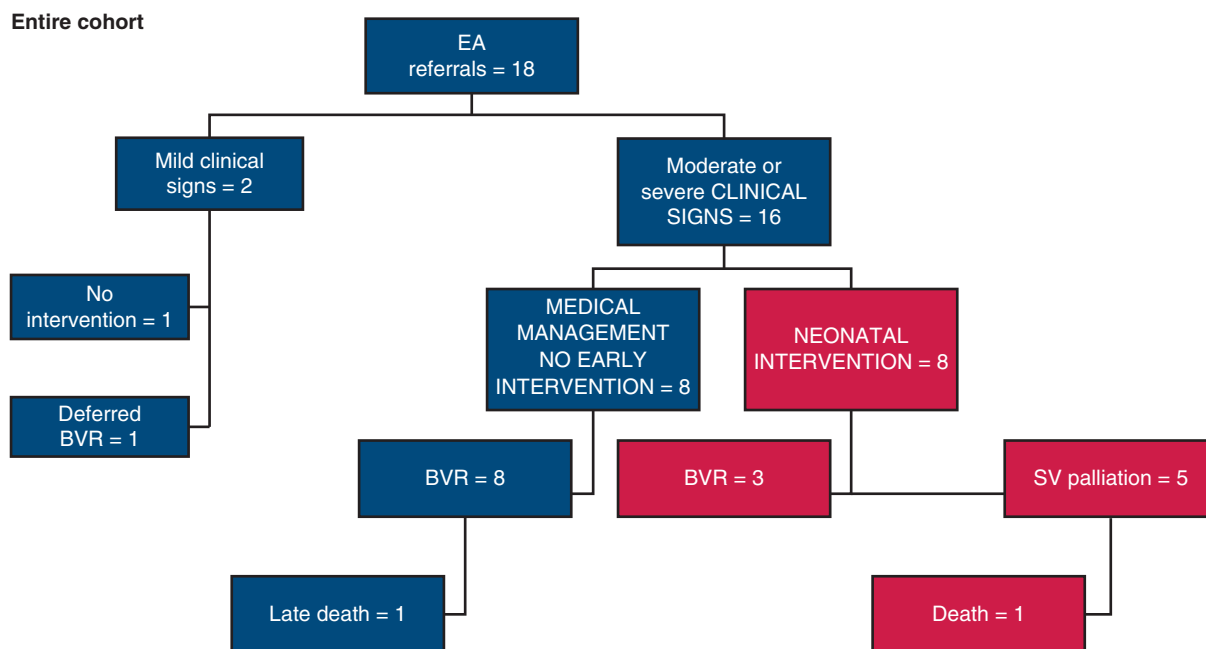 Entire cohort
EA
referrals = 18
Mild clinical
signs = 2
Moderate or
severe CLINICAL
SIGNS = 16
No
intervention = 1
MEDICAL
MANAGEMENT
NO EARLY
INTERVENTION = 8
NEONATAL
INTERVENTION = 8
Deferred
BVR = 1
BVR = 8
BVR = 3
SV palliation = 5
Late death = 1
Death = 1